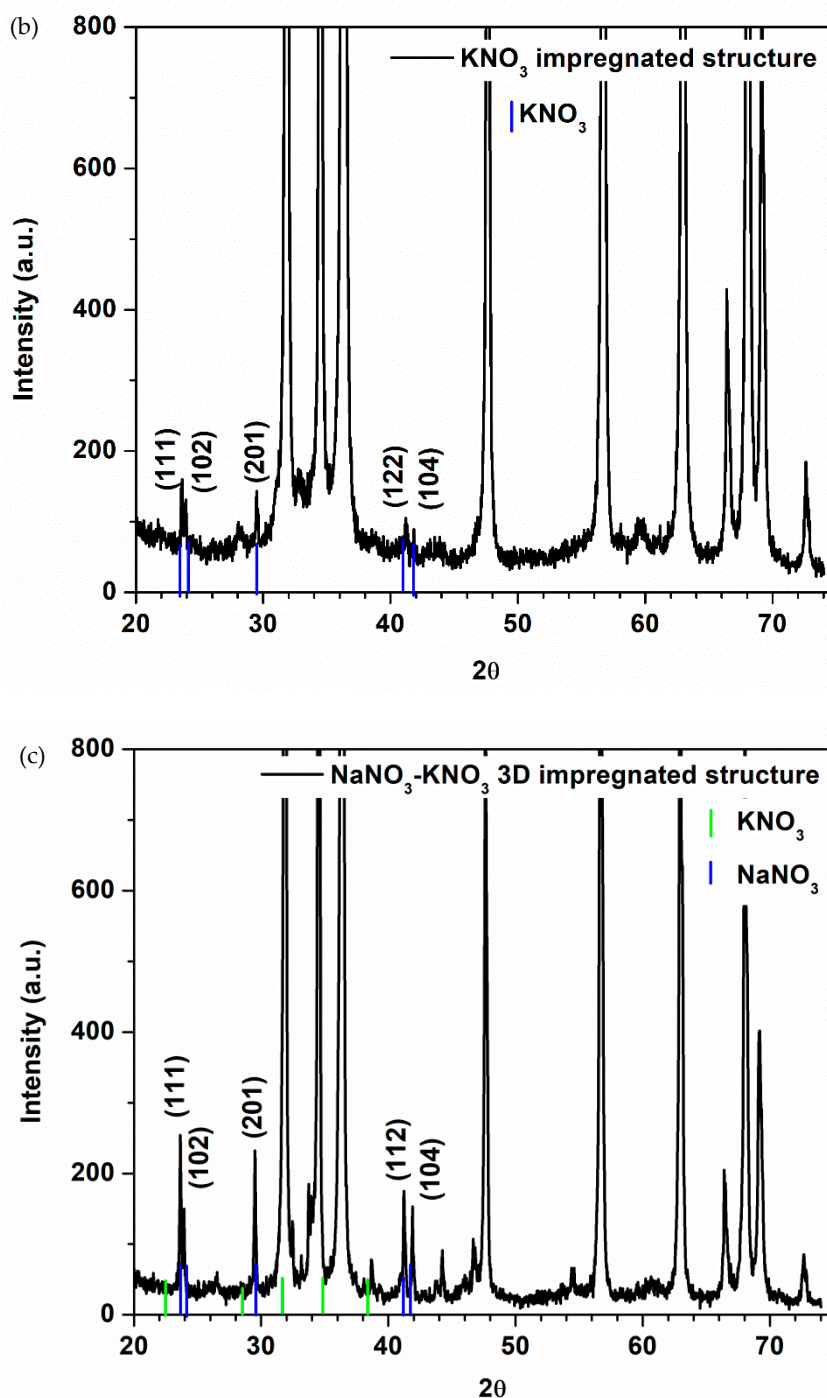 (b)
800
KNO₃ impregnated structure
KNO₃
600
Intensity (a.u.)
400
200
(111)
(102)
(201)
(122)
(104)
0
20 30 40 50 60 70
2θ
(c)
800
NaNO₃-KNO₃ 3D impregnated structure
KNO₃
NaNO₃
600
Intensity (a.u.)
400
200
(111)
(102)
(201)
(112)
(104)
0
20 30 40 50 60 70
2θ